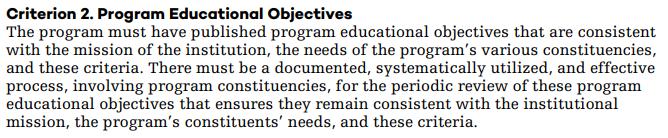 Criterion 2. Program Educational Objectives
The program must have published program educational objectives that are consistent
with the mission of the institution, the needs of the program’s various constituencies,
and these criteria. There must be a documented, systematically utilized, and effective
process, involving program constituencies, for the periodic review of these program
educational objectives that ensures they remain consistent with the institutional
mission, the program’s constituents’ needs, and these criteria.